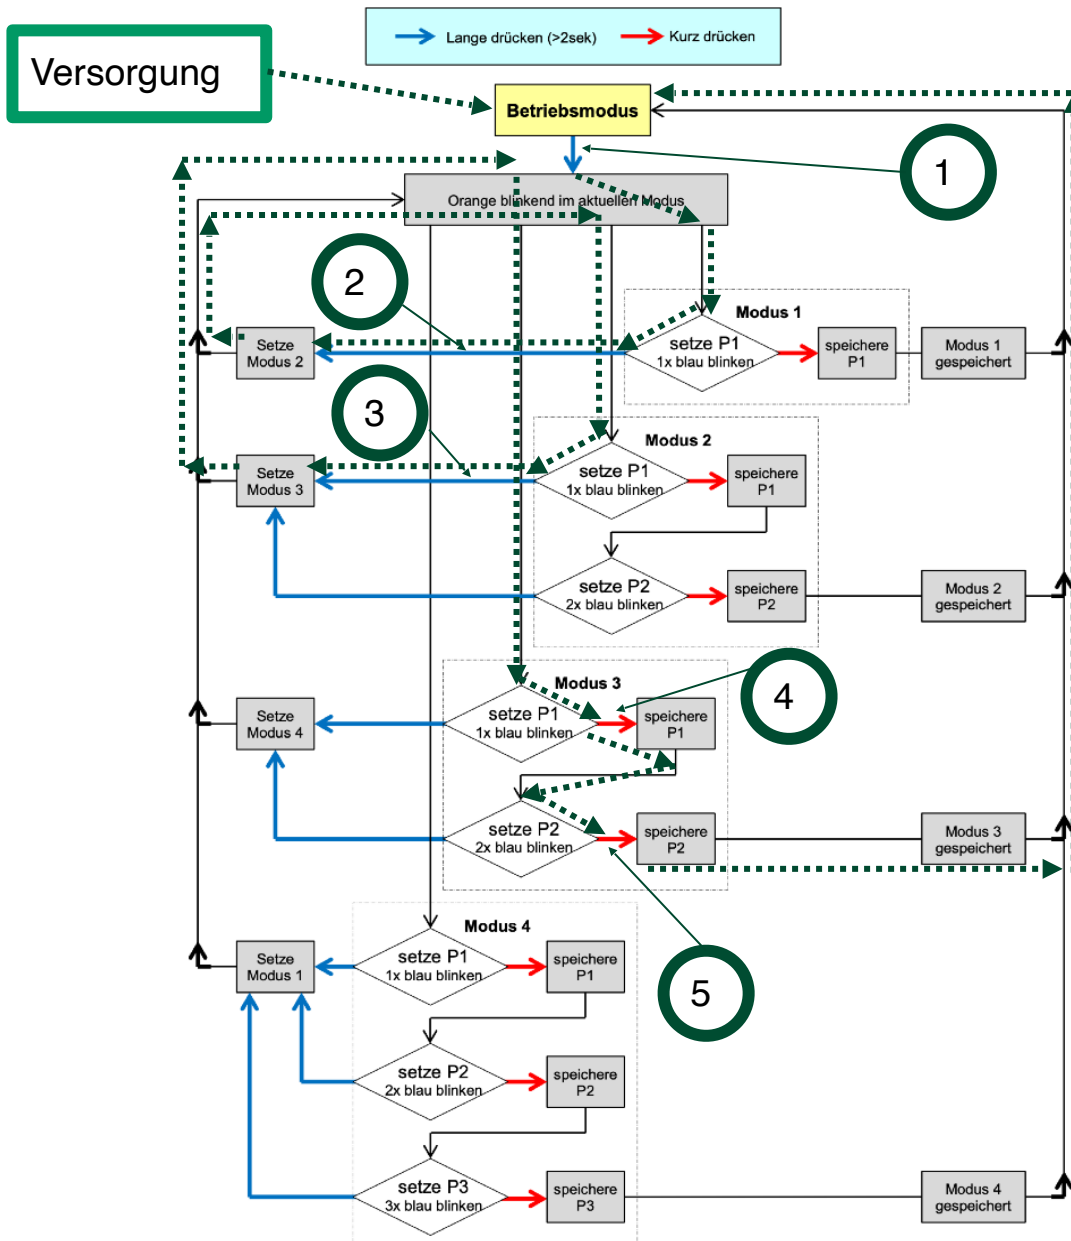 Lange drücken (>2sek)
Kurz drücken
Versorgung
Betriebsmodus
1
Orange blinkend im aktuellen Modus
2
Modus 1
Setze
Modus 2
setze P1
1x blau blinken
speichere
P1
Modus 1
gespeichert
3
Modus 2
Setze
Modus 3
setze P1
1x blau blinken
speichere
P1
setze P2
2x blau blinken
speichere
P2
Modus 2
gespeichert
Modus 3
4
Setze
Modus 4
setze P1
1x blau blinken
speichere
P1
setze P2
2x blau blinken
speichere
P2
Modus 3
gespeichert
Modus 4
5
Setze
Modus 1
setze P1
1x blau blinken
speichere
P1
setze P2
2x blau blinken
speichere
P2
setze P3
3x blau blinken
speichere
P3
Modus 4
gespeichert